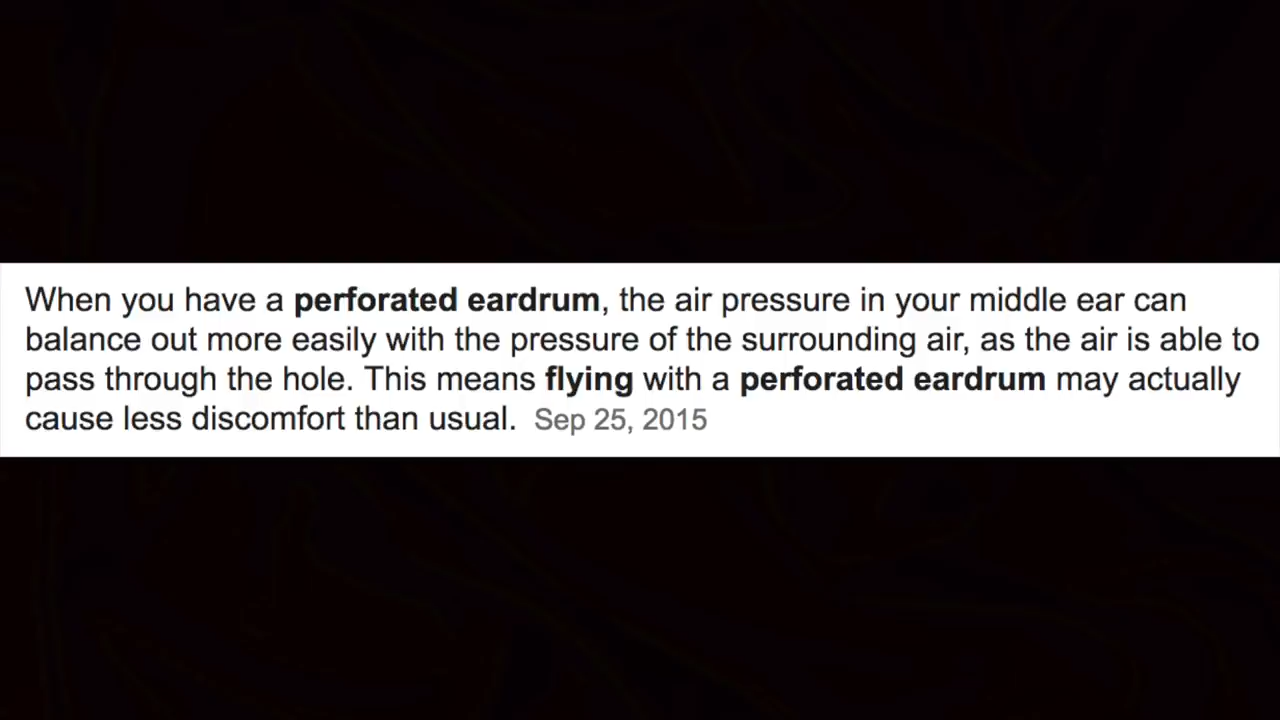 When you have a perforated eardrum, the air pressure in your middle ear can
balance out more easily with the pressure of the surrounding air, as the air is able to
pass through the hole. This means flying with a perforated eardrum may actually
cause less discomfort than usual. Sep 25, 2015